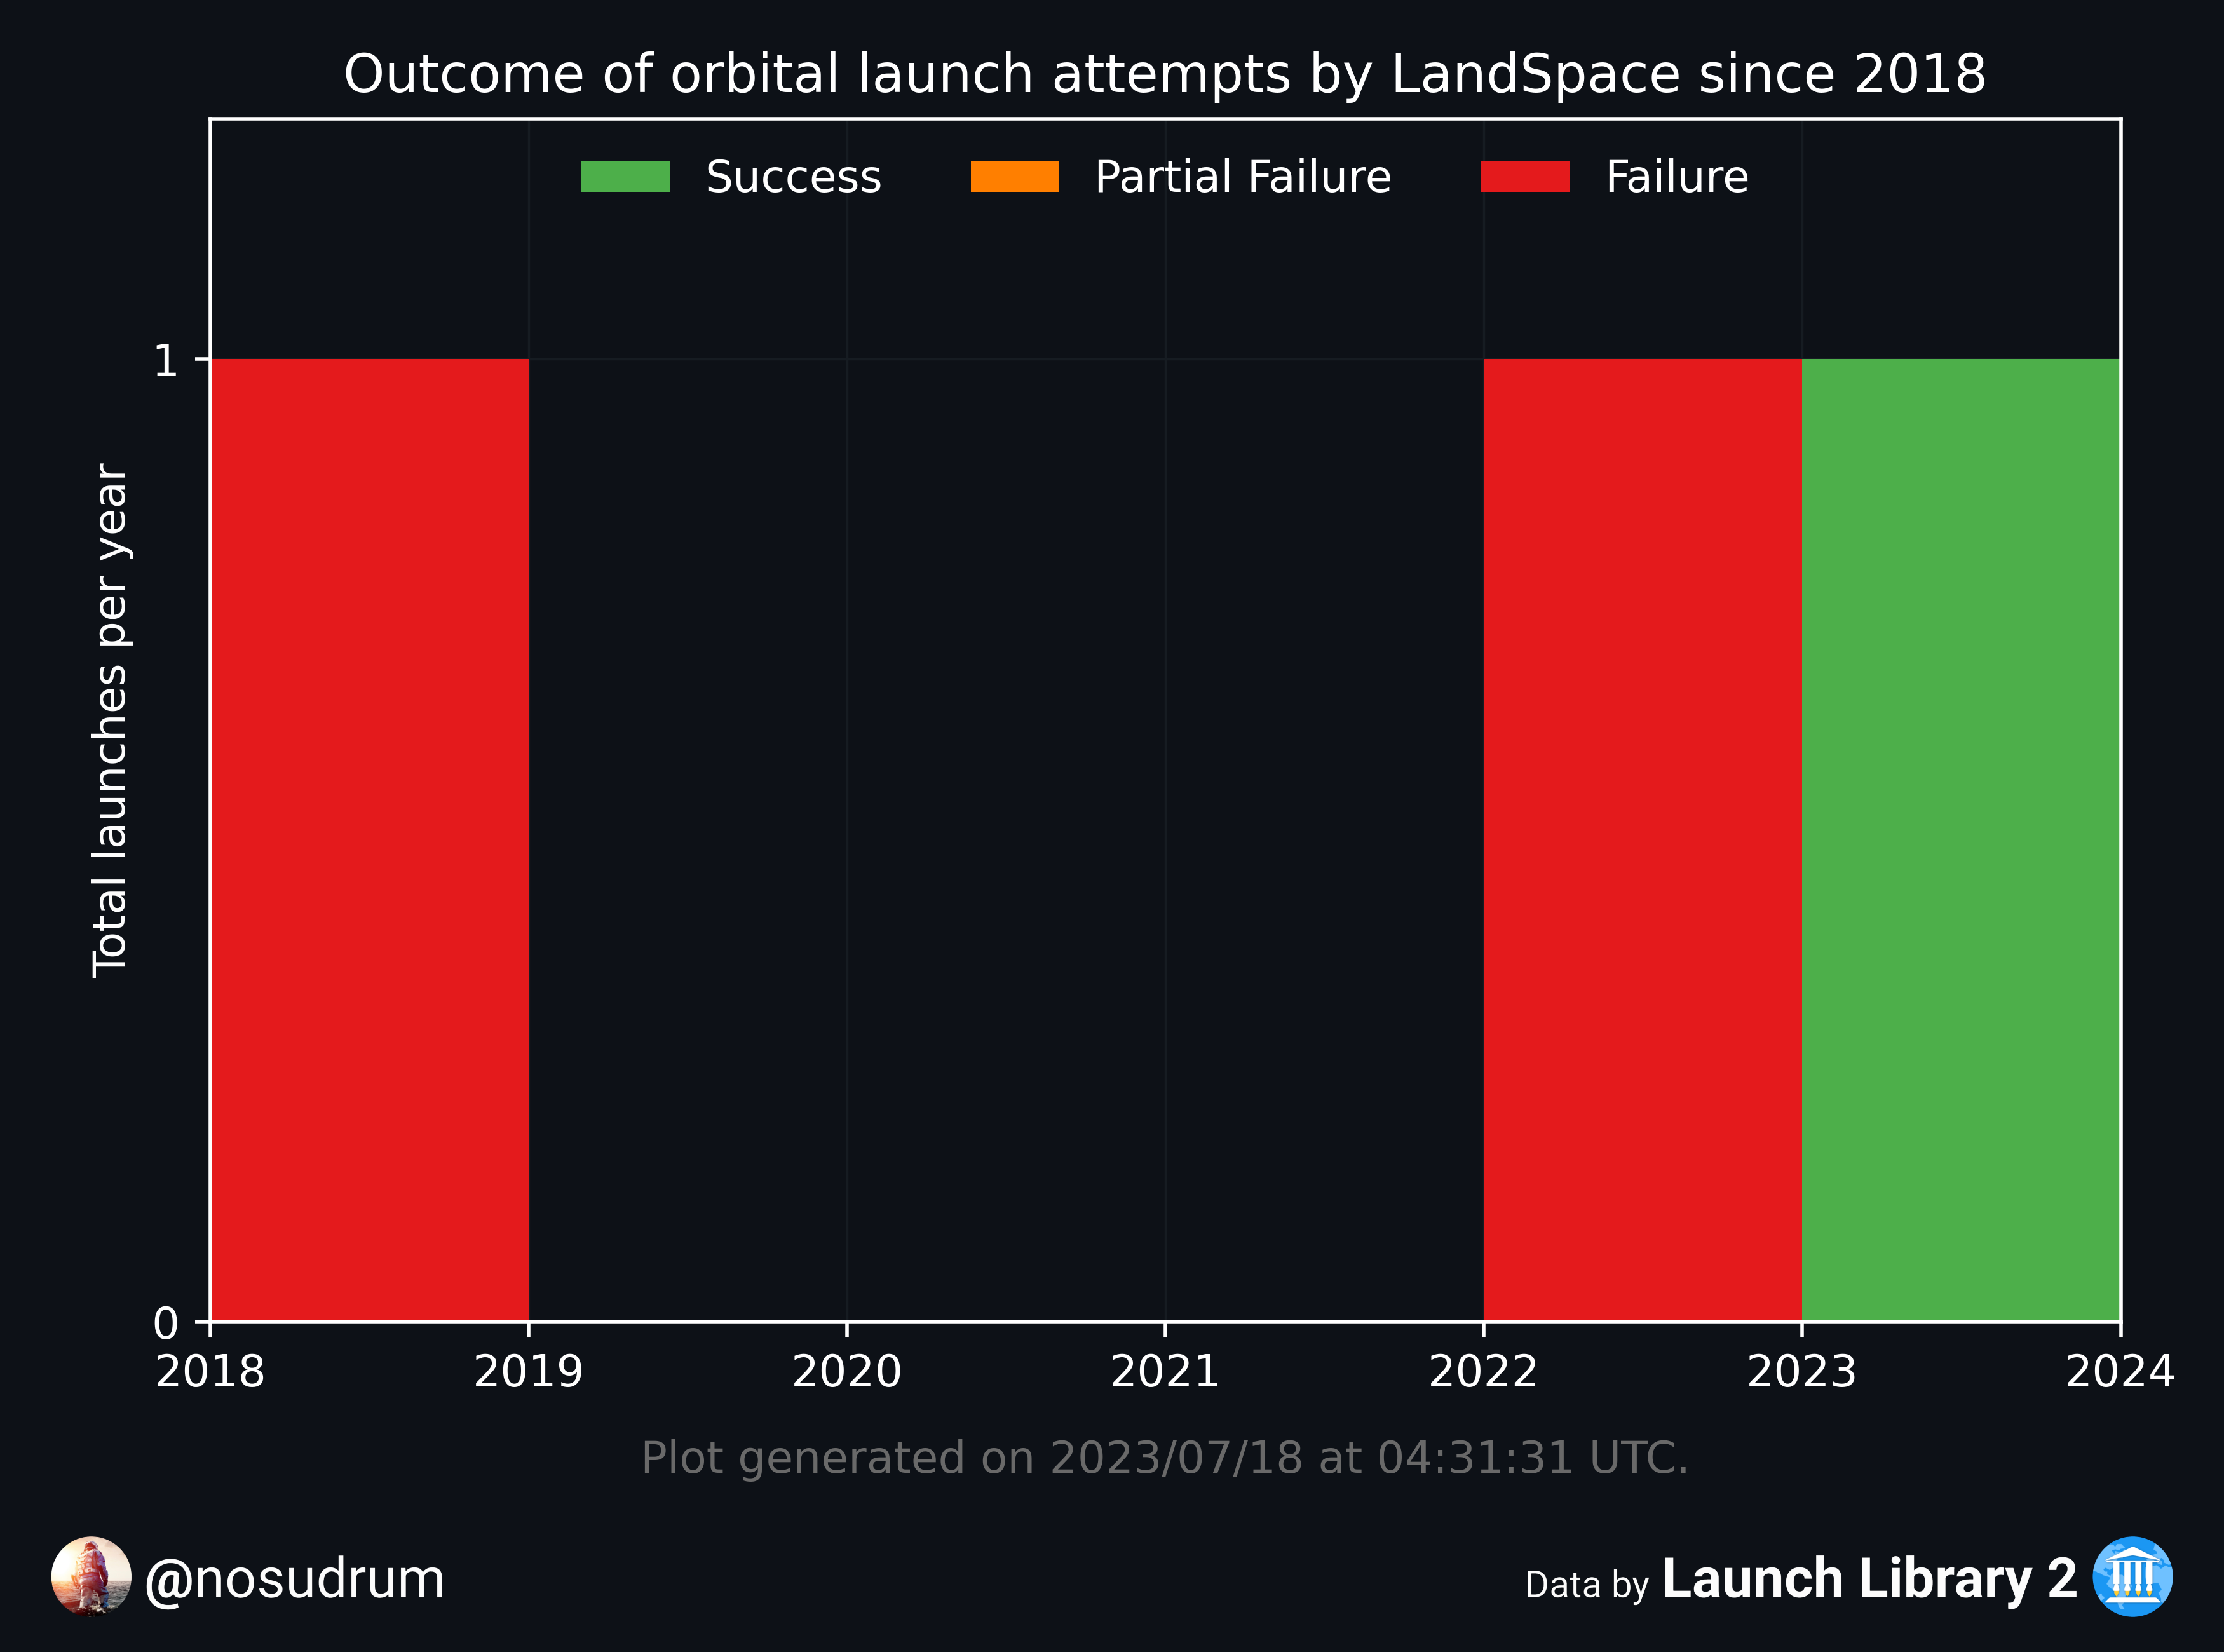 Outcome of orbital launch attempts by LandSpace since 2018
Success Partial Failure Failure
1
Total launches per year
0
2018 2019 2020 2021 2022 2023 2024
Plot generated on 2023/07/18 at 04:31:31 UTC.
@nosudrum
Data by Launch Library 2